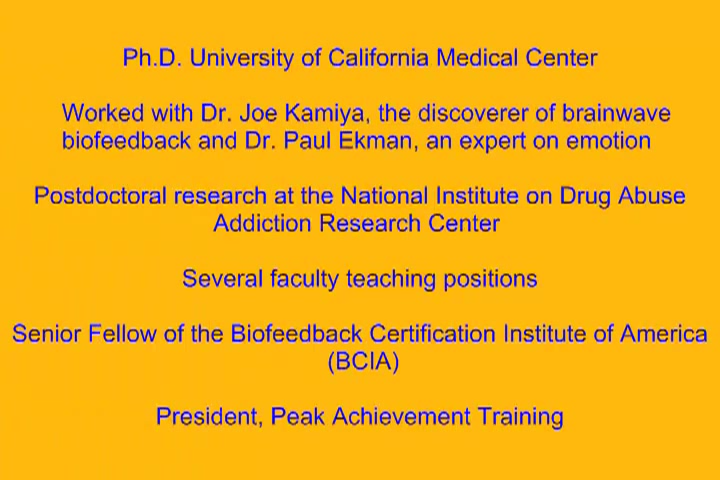 Ph.D. University of California Medical Center
Worked with Dr. Joe Kamiya, the discoverer of brainwave
biofeedback and Dr. Paul Ekman, an expert on emotion
Postdoctoral research at the National Institute on Drug Abuse
Addiction Research Center
Several faculty teaching positions
Senior Fellow of the Biofeedback Certification Institute of America
(BCIA)
President, Peak Achievement Training